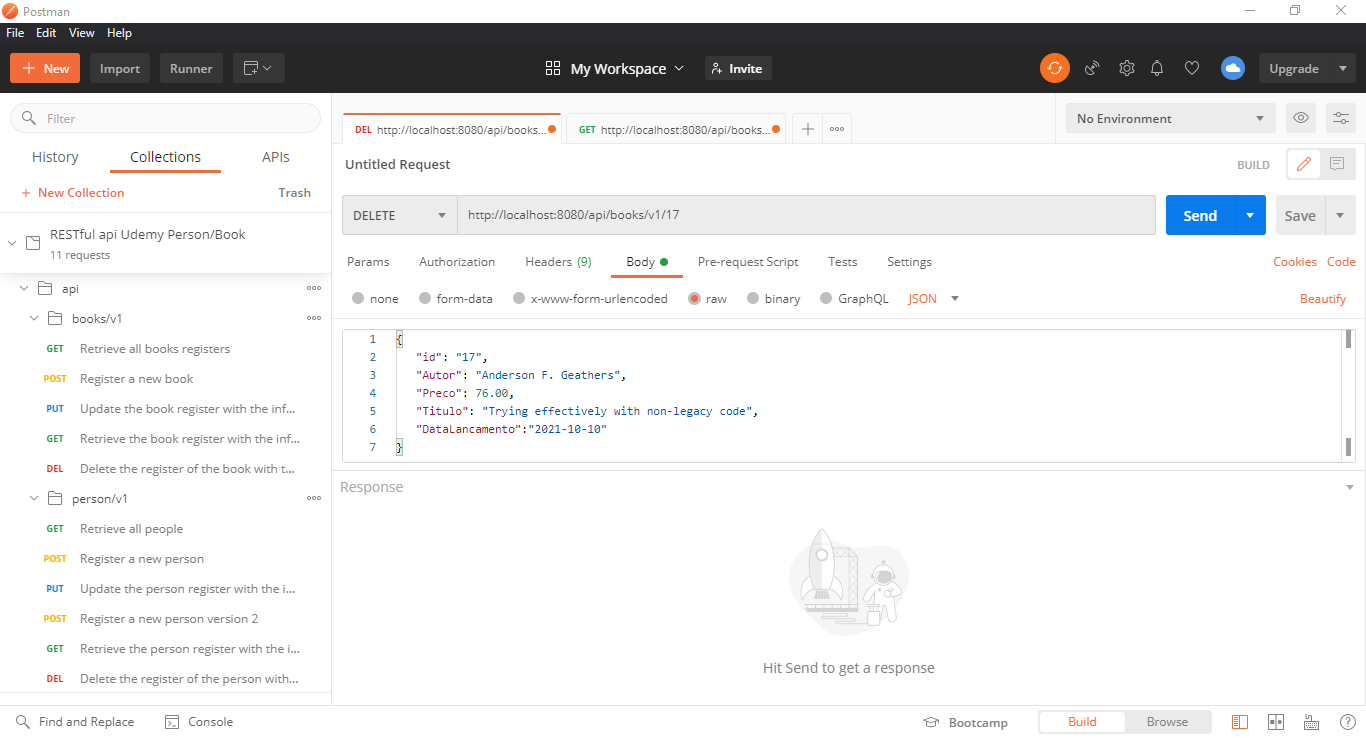 Postman
File Edit View Help
New Import Runner My Workspace Invite Upgrade
Filter
History Collections APIs
+ New Collection Trash
RESTful api Udemy Person/Book
11 requests
api
books/v1
GET Retrieve all books registers
POST Register a new book
PUT Update the book register with the inf...
GET Retrieve the book register with the inf...
DEL Delete the register of the book with t...
person/v1
GET Retrieve all people
POST Register a new person
PUT Update the person register with the i...
POST Register a new person version 2
GET Retrieve the person register with the i...
DEL Delete the register of the person with...
DEL http://localhost:8080/api/books... GET http://localhost:8080/api/books... No Environment
Untitled Request BUILD
DELETE http://localhost:8080/api/books/v1/17 Send Save
Params Authorization Headers (9) Body Pre-request Script Tests Settings Cookies Code
none form-data x-www-form-urlencoded raw binary GraphQL JSON Beautify
1 {
2 "id": "17",
3 "Autor": "Anderson F. Geathers",
4 "Preco": 76.00,
5 "Titulo": "Trying effectively with non-legacy code",
6 "DataLancamento":"2021-10-10"
7 }
Response
Hit Send to get a response
Find and Replace Console Bootcamp Build Browse